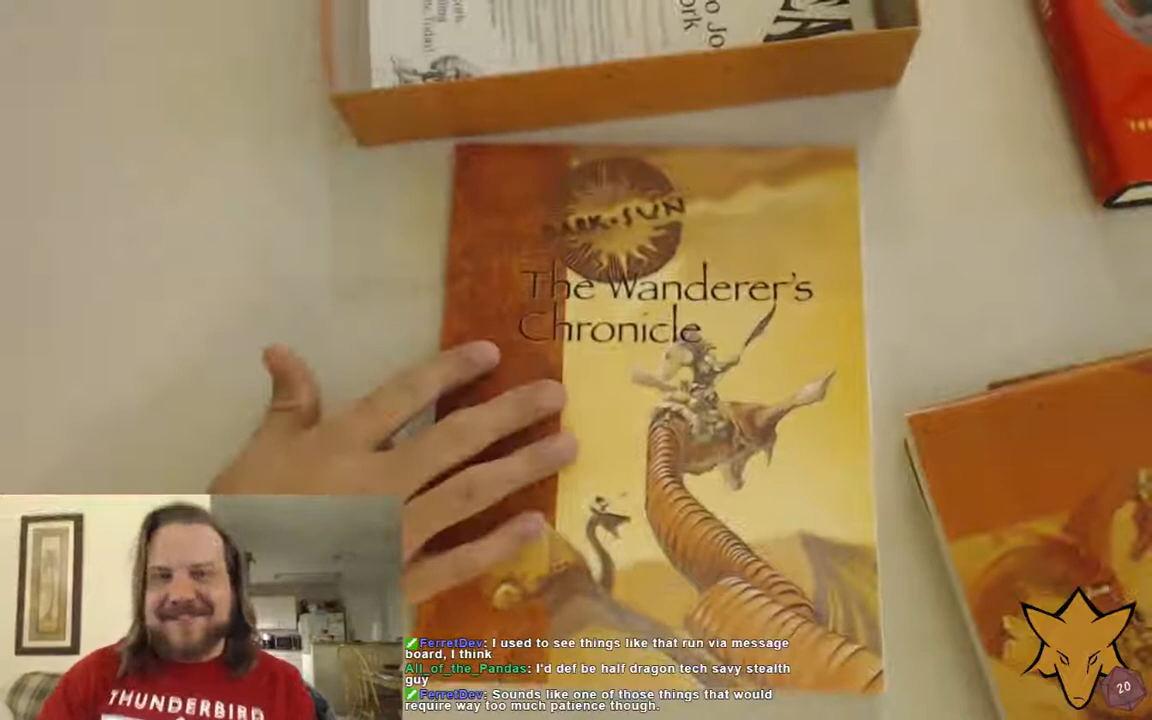 DARK•SUN
The Wanderer's
Chronicle
THUNDERBIRD
FerretDev: I used to see things like that run via message
board, I think
All_of_the_Pandas: I'd def be half dragon tech savy stealth
guy
FerretDev: Sounds like one of those things that would
require way too much patience though.
20